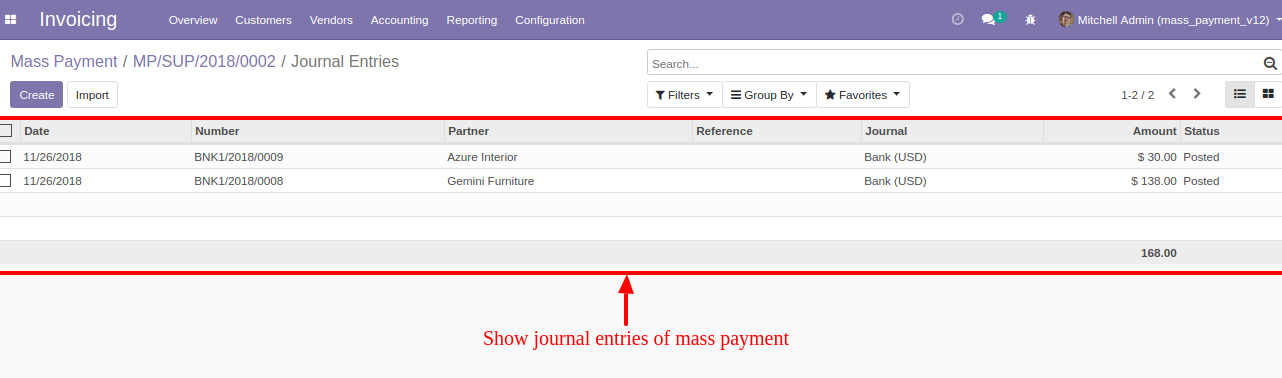 Invoicing Overview Customers Vendors Accounting Reporting Configuration 1 Mitchell Admin (mass_payment_v12)
Mass Payment / MP/SUP/2018/0002 / Journal Entries Search...
Create Import Filters Group By Favorites 1-2 / 2
Date Number Partner Reference Journal Amount Status
11/26/2018 BNK1/2018/0009 Azure Interior Bank (USD) $ 30.00 Posted
11/26/2018 BNK1/2018/0008 Gemini Furniture Bank (USD) $ 138.00 Posted
168.00
Show journal entries of mass payment